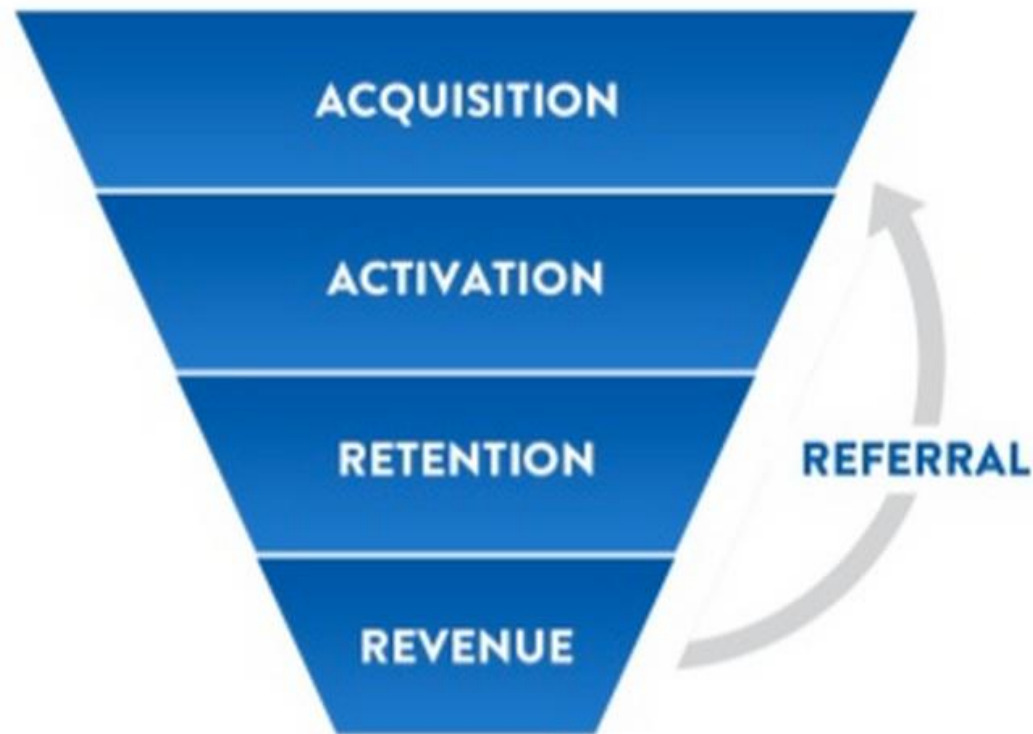 ACQUISITION
ACTIVATION
RETENTION
REFERRAL
REVENUE